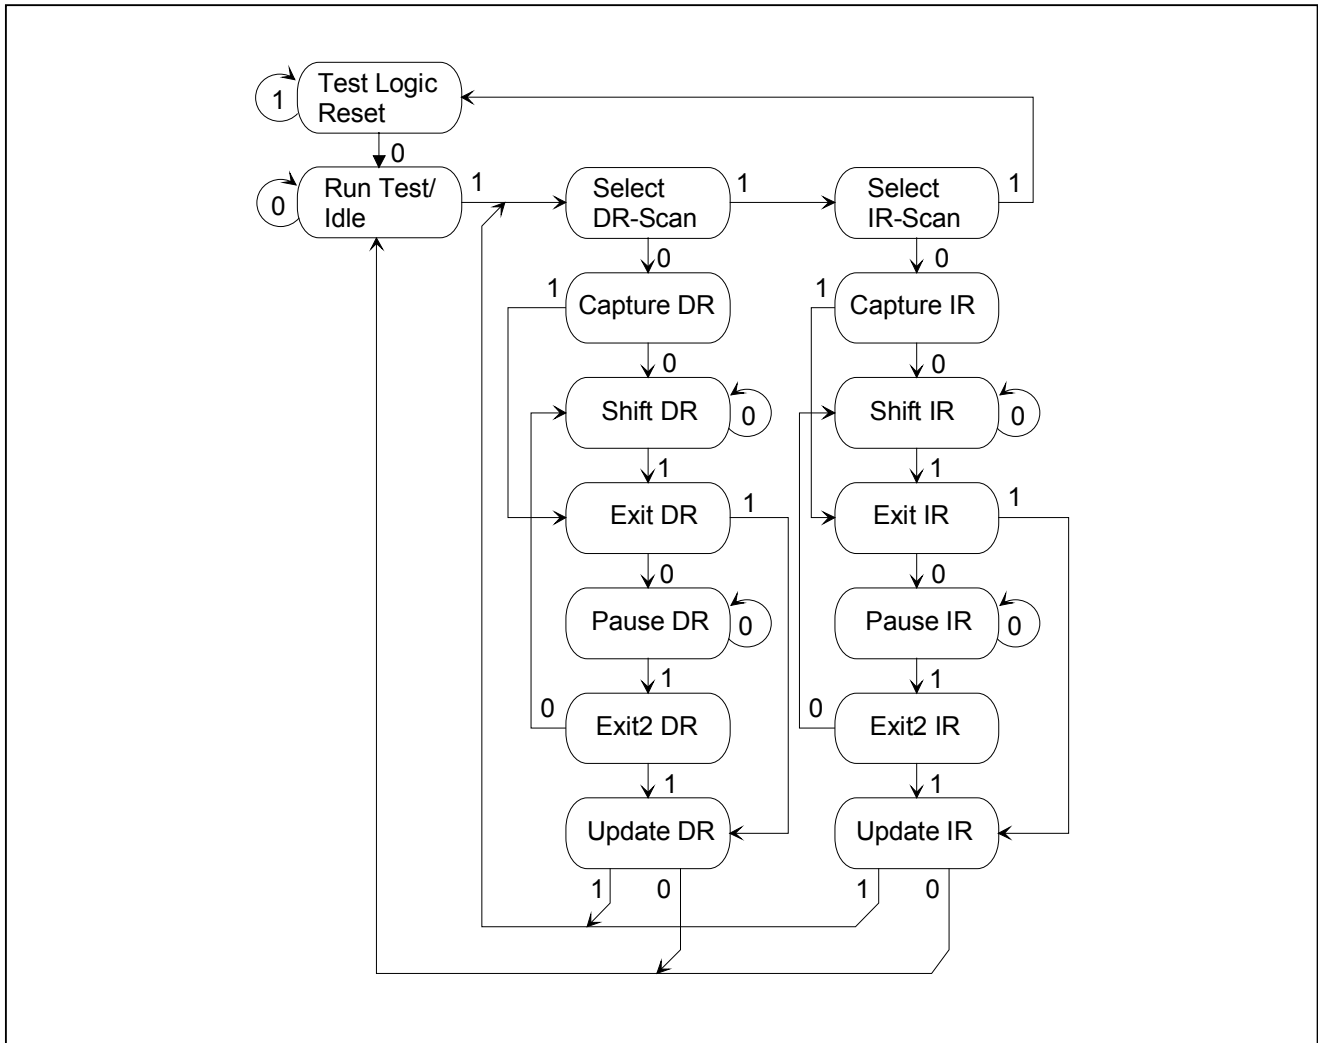 Test Logic
Reset
1
0
Run Test/
Idle
0
1
Select
DR-Scan
1
Select
IR-Scan
1
0
0
1
Capture DR
1
Capture IR
0
0
Shift DR
0
Shift IR
0
1
1
Exit DR
1
Exit IR
1
0
0
Pause DR
0
Pause IR
0
1
1
0
Exit2 DR
0
Exit2 IR
1
1
Update DR
Update IR
1
0
1
0